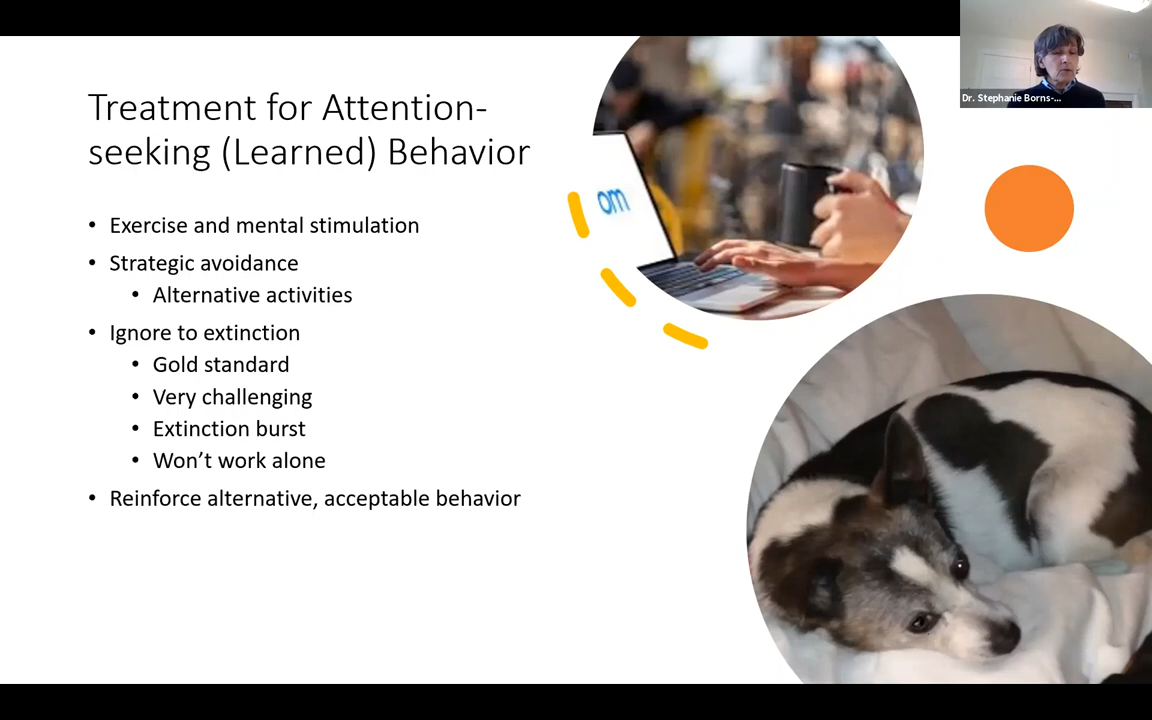 Dr. Stephanie Borns-...
Treatment for Attention-
seeking (Learned) Behavior
• Exercise and mental stimulation
• Strategic avoidance
• Alternative activities
• Ignore to extinction
• Gold standard
• Very challenging
• Extinction burst
• Won’t work alone
• Reinforce alternative, acceptable behavior
om